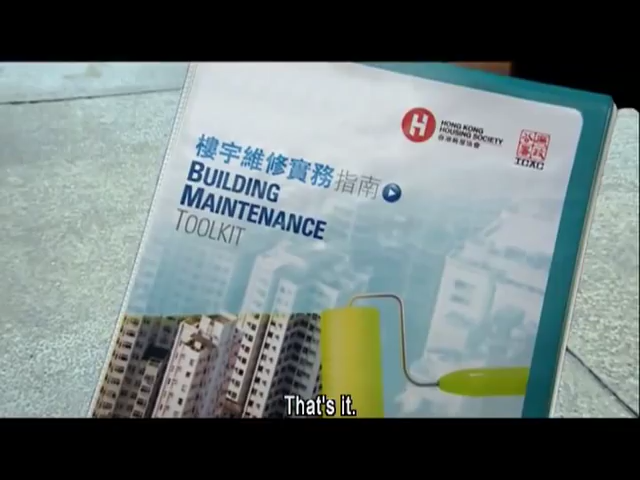 HONG KONG
HOUSING SOCIETY
香港房屋協會
ICAC
樓宇維修實務指南
BUILDING
MAINTENANCE
TOOLKIT
That's it.